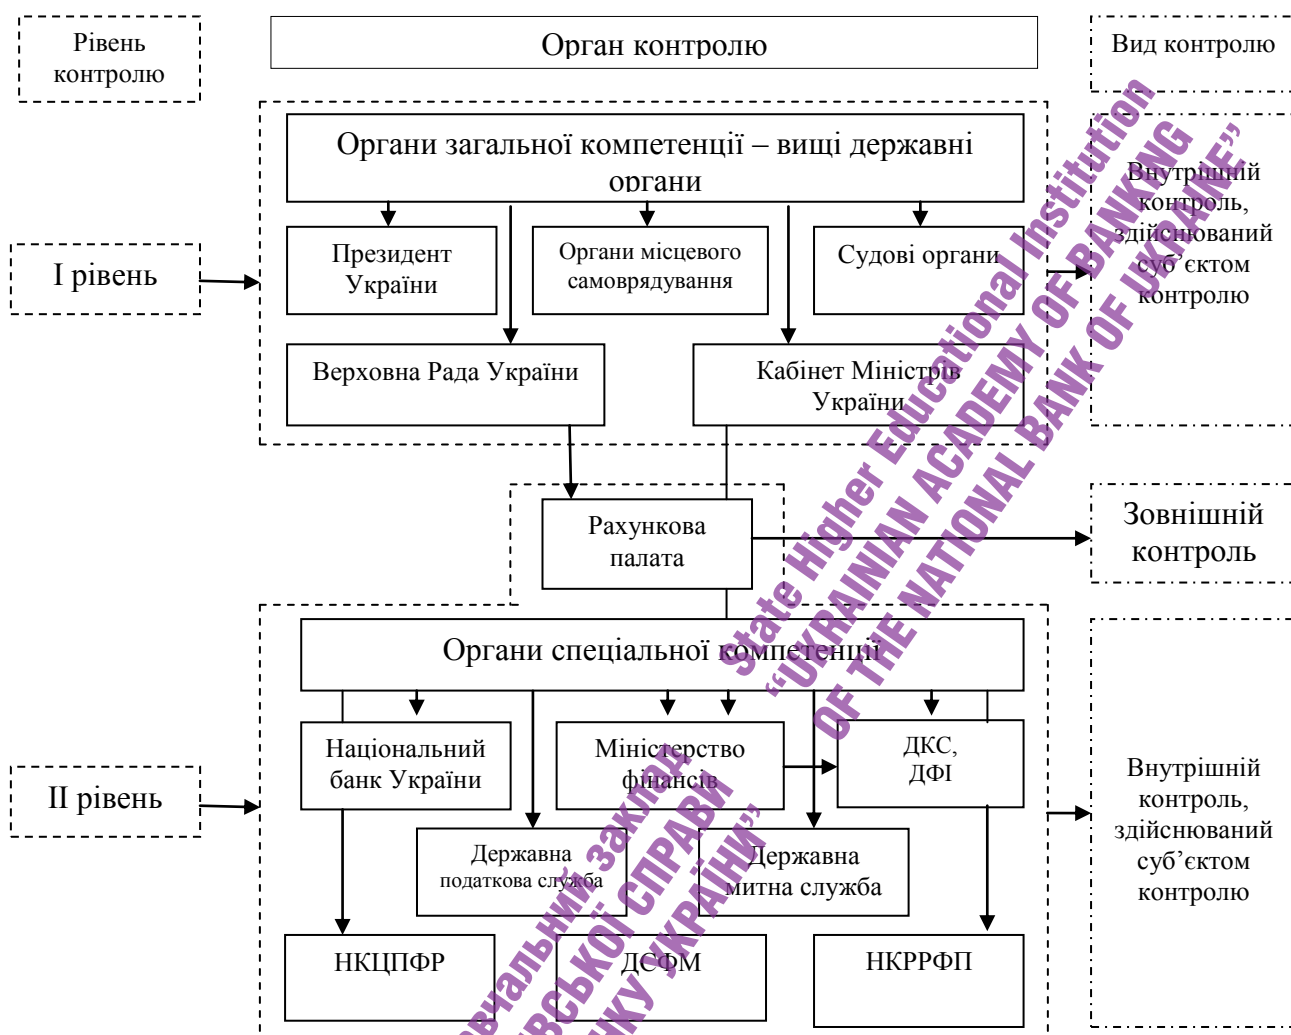 Рівень
контролю
Орган контролю
Вид контролю
Органи загальної компетенції – вищі державні
органи
Президент
України
Органи місцевого
самоврядування
Судові органи
І рівень
Внутрішній
контроль,
здійснюваний
суб’єктом
контролю
Верховна Рада України
Кабінет Міністрів
України
Рахункова
палата
Зовнішній
контроль
Органи спеціальної компетенції
Національний
банк України
Міністерство
фінансів
ДКС,
ДФІ
ІІ рівень
Внутрішній
контроль,
здійснюваний
суб’єктом
контролю
Державна
податкова служба
Державна
митна служба
НКЦПФР
ДСФМ
НКРРФП
State Higher Educational Institution
“UKRAINIAN ACADEMY OF BANKING
OF THE NATIONAL BANK OF UKRAINE”
заклад
СПРАВИ
УКРАЇНИ”